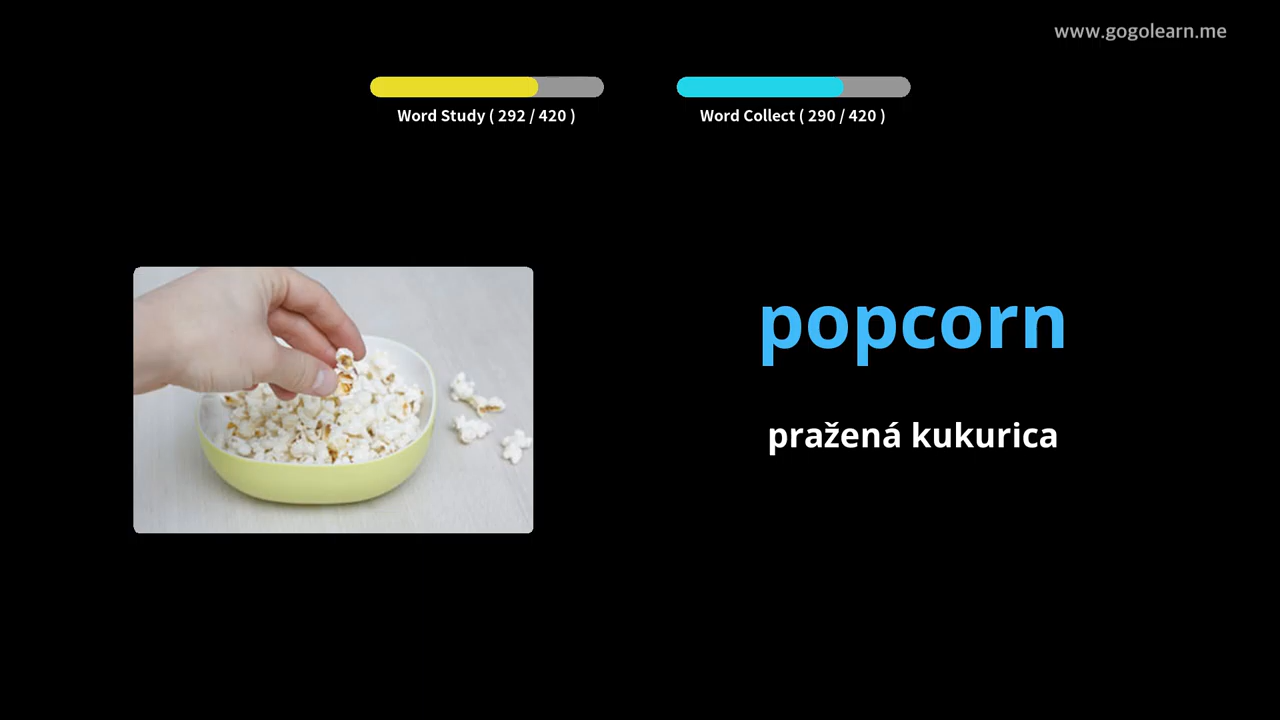 www.gogolearn.me
Word Study ( 292 / 420 )
Word Collect ( 290 / 420 )
popcorn
pražená kukurica